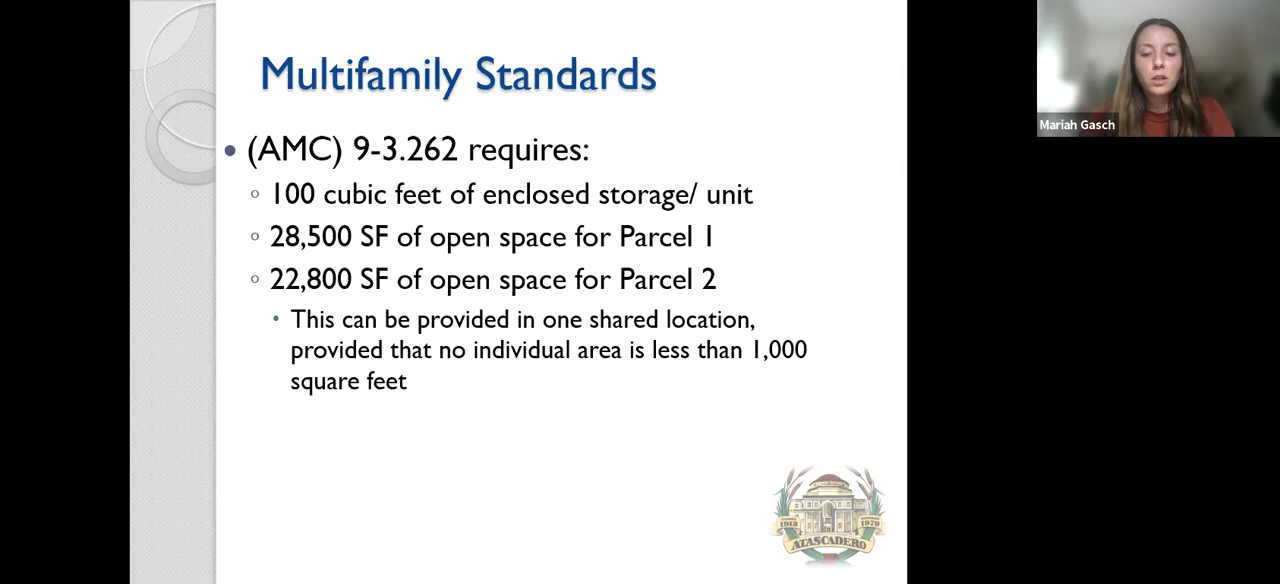 Multifamily Standards
(AMC) 9-3.262 requires:
100 cubic feet of enclosed storage/ unit
28,500 SF of open space for Parcel 1
22,800 SF of open space for Parcel 2
This can be provided in one shared location,
provided that no individual area is less than 1,000
square feet
Mariah Gasch
1913
1979
ATASCADERO